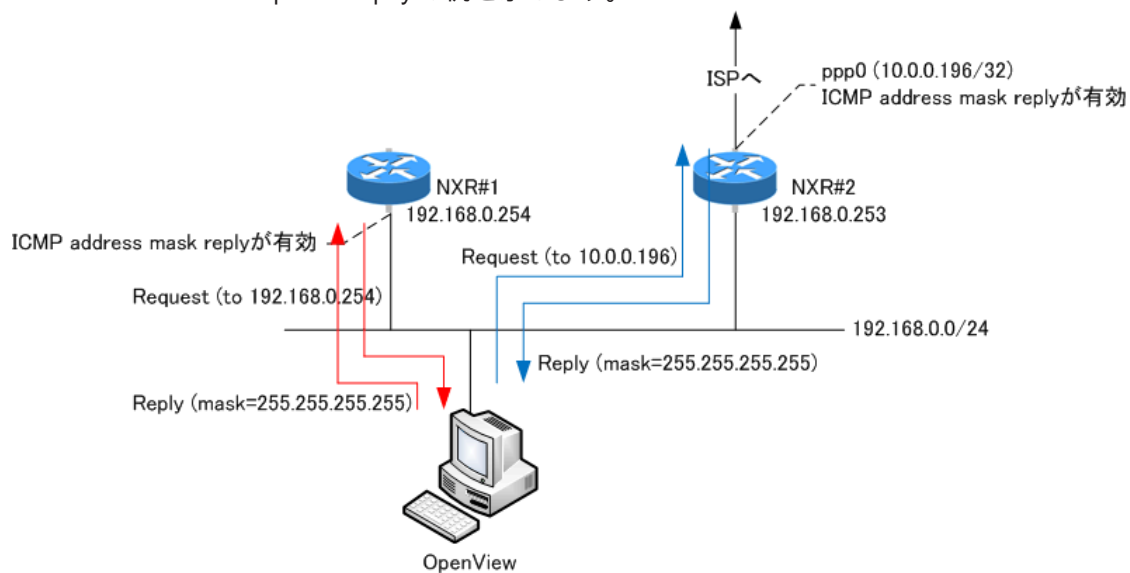 ISPへ
ppp0 (10.0.0.196/32)
ICMP address mask replyが有効
NXR#1
192.168.0.254
NXR#2
192.168.0.253
ICMP address mask replyが有効
Request (to 10.0.0.196)
Request (to 192.168.0.254)
192.168.0.0/24
Reply (mask=255.255.255.255)
Reply (mask=255.255.255.255)
OpenView